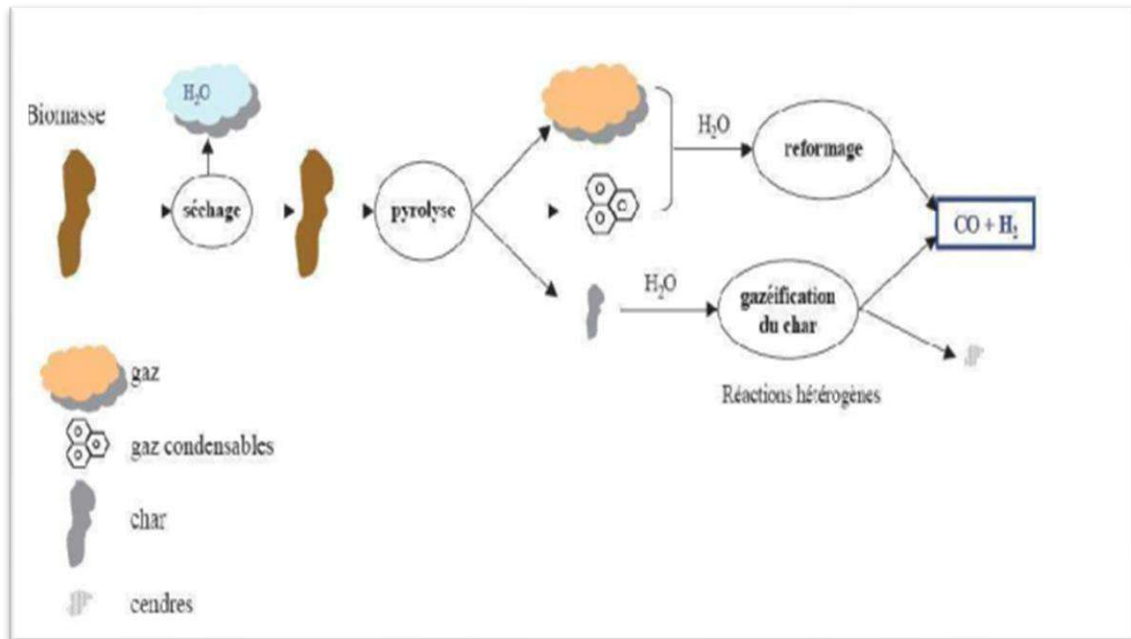 H₂O
Biomasse
séchage
pyrolyse
H₂O
reformage
CO + H₂
H₂O
gazéification
du char
Réactions hétérogènes
gaz
gaz condensables
char
cendres